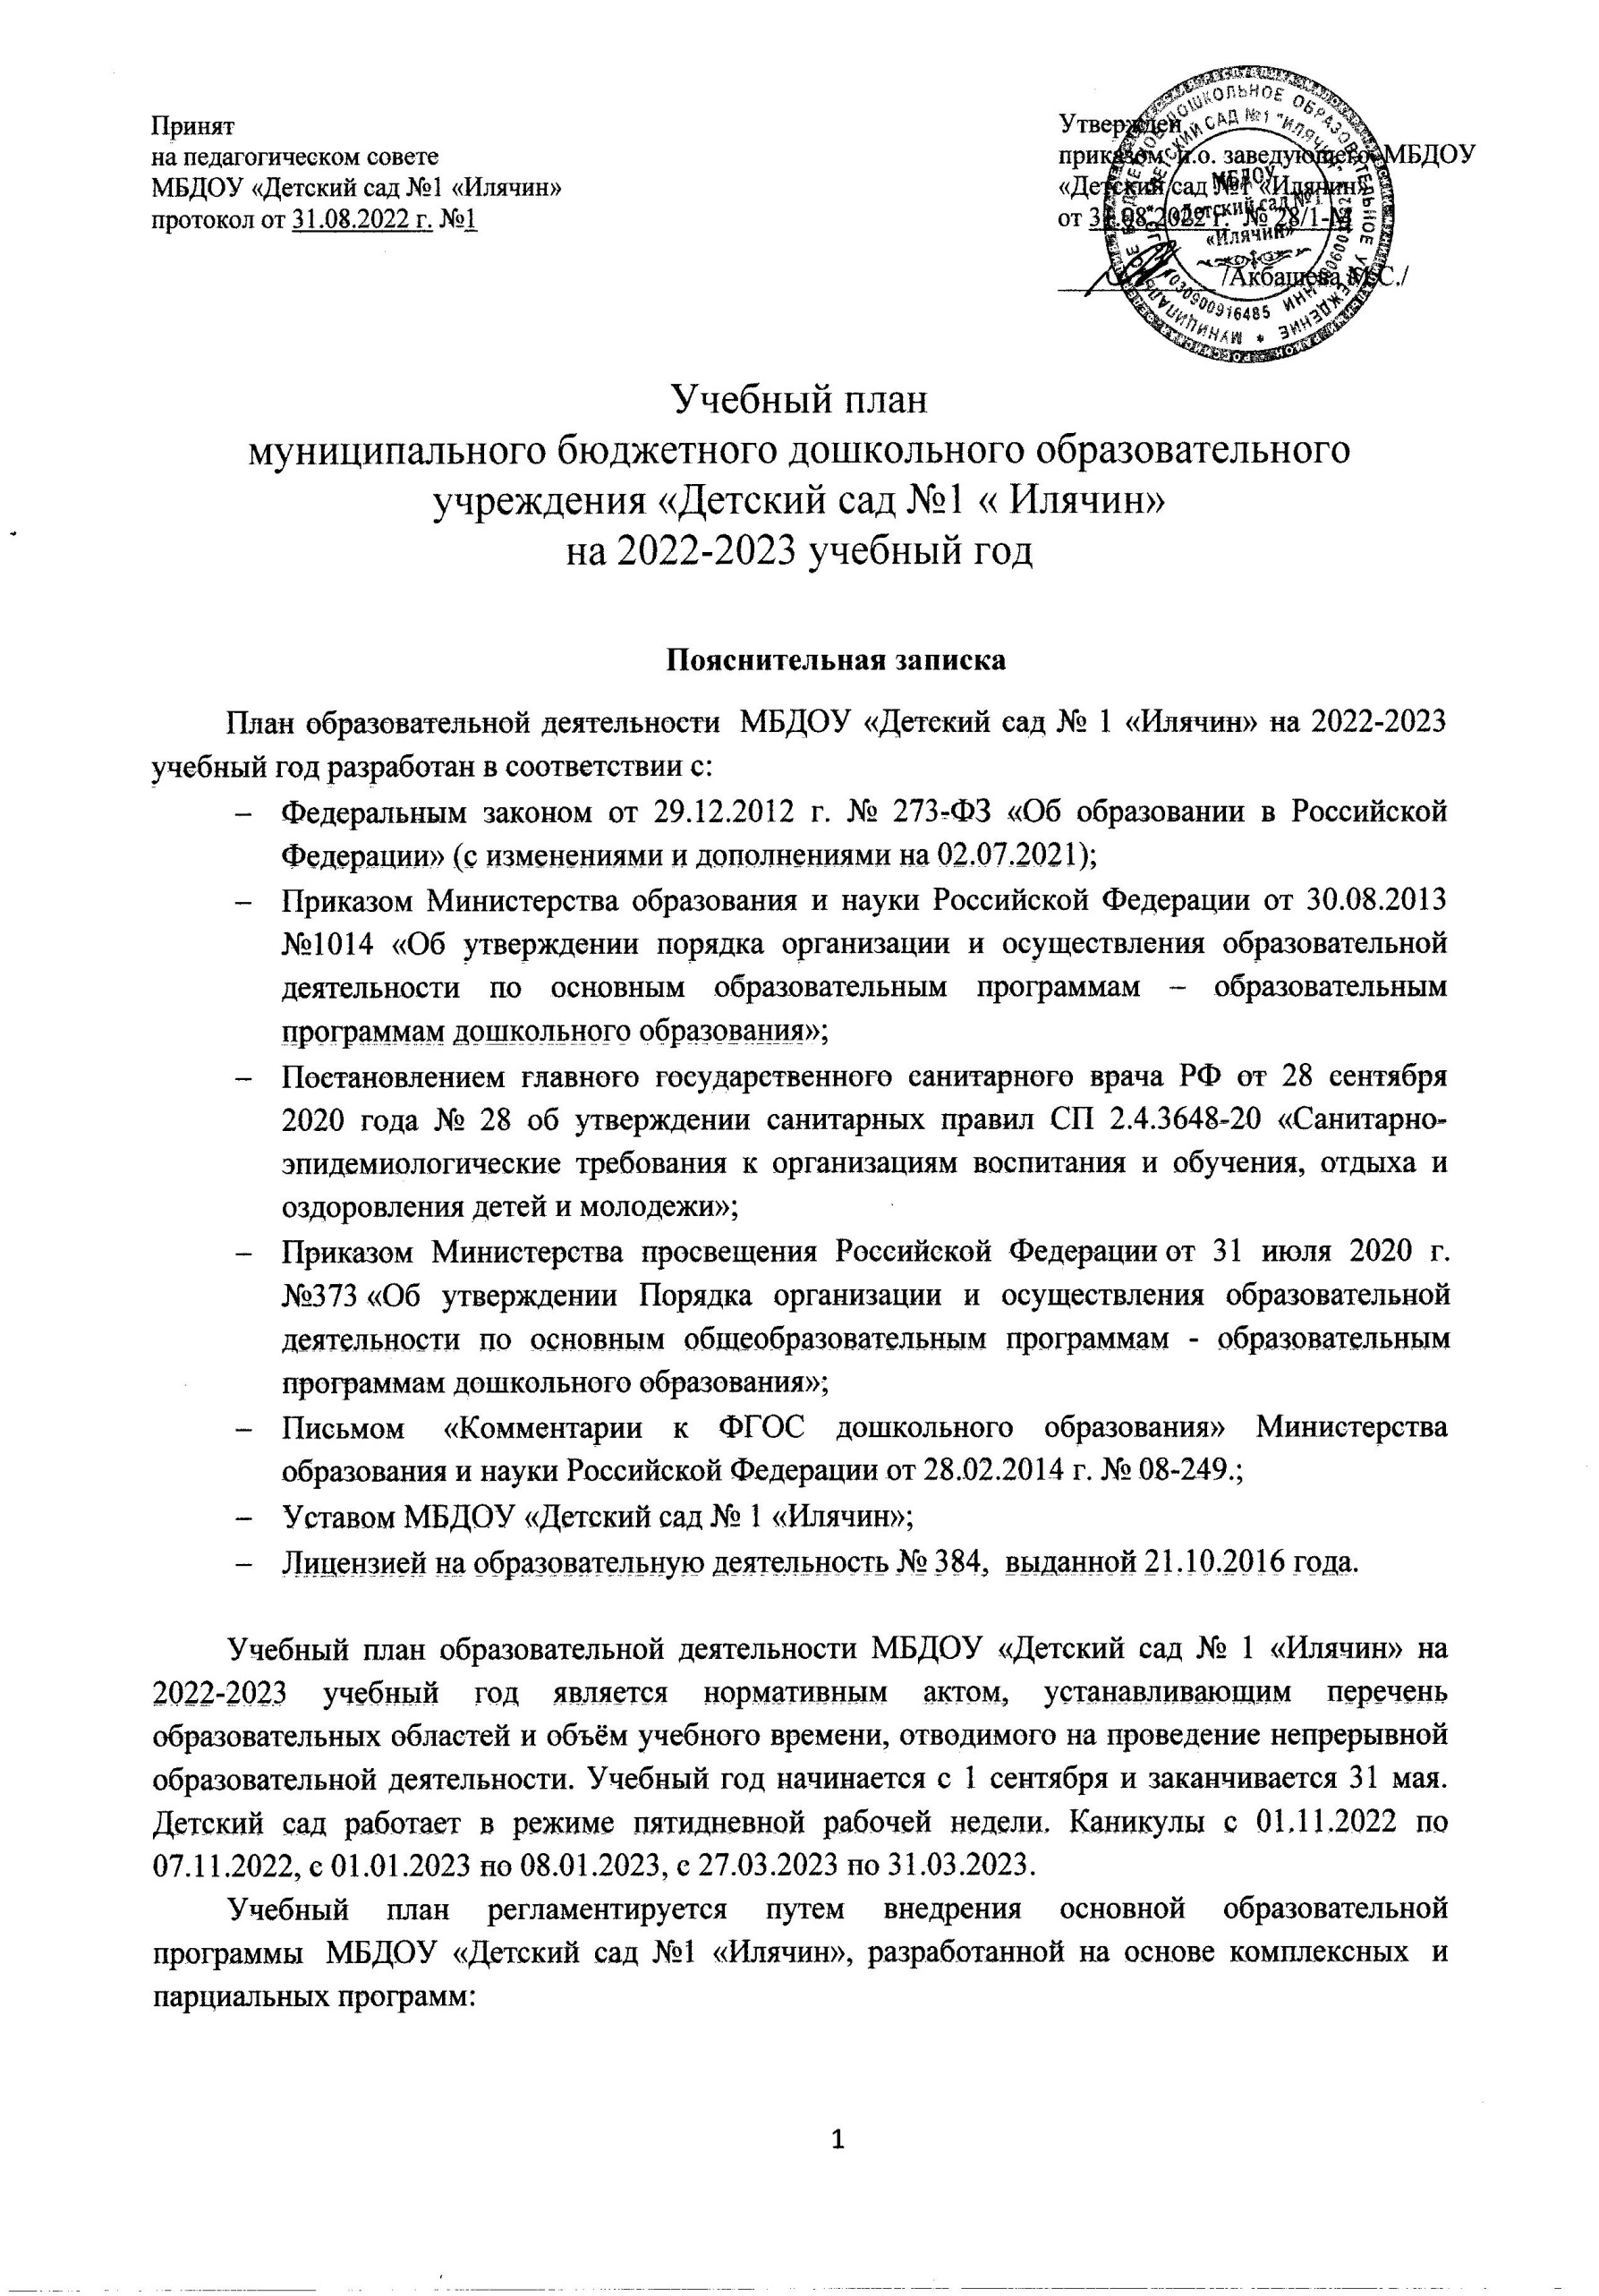 Принят
на педагогическом совете
МБДОУ «Детский сад №1 «Илячин»
протокол от 31.08.2022 г. №1
Утвержден
приказом и.о. заведующего МБДОУ
«Детский сад №1 «Илячин»
от 31.08.2022 г. № 28/1-М
/Акбашева М.С./
МБДОУ
«Детский сад №1
«Илячин»
Учебный план
муниципального бюджетного дошкольного образовательного
учреждения «Детский сад №1 « Илячин»
на 2022-2023 учебный год
Пояснительная записка
План образовательной деятельности МБДОУ «Детский сад № 1 «Илячин» на 2022-2023
учебный год разработан в соответствии с:
– Федеральным законом от 29.12.2012 г. № 273-ФЗ «Об образовании в Российской
Федерации» (с изменениями и дополнениями на 02.07.2021);
– Приказом Министерства образования и науки Российской Федерации от 30.08.2013
№1014 «Об утверждении порядка организации и осуществления образовательной
деятельности по основным образовательным программам – образовательным
программам дошкольного образования»;
– Постановлением главного государственного санитарного врача РФ от 28 сентября
2020 года № 28 об утверждении санитарных правил СП 2.4.3648-20 «Санитарно-
эпидемиологические требования к организациям воспитания и обучения, отдыха и
оздоровления детей и молодежи»;
– Приказом Министерства просвещения Российской Федерации от 31 июля 2020 г.
№373 «Об утверждении Порядка организации и осуществления образовательной
деятельности по основным общеобразовательным программам - образовательным
программам дошкольного образования»;
– Письмом «Комментарии к ФГОС дошкольного образования» Министерства
образования и науки Российской Федерации от 28.02.2014 г. № 08-249.;
– Уставом МБДОУ «Детский сад № 1 «Илячин»;
– Лицензией на образовательную деятельность № 384, выданной 21.10.2016 года.
Учебный план образовательной деятельности МБДОУ «Детский сад № 1 «Илячин» на
2022-2023 учебный год является нормативным актом, устанавливающим перечень
образовательных областей и объём учебного времени, отводимого на проведение непрерывной
образовательной деятельности. Учебный год начинается с 1 сентября и заканчивается 31 мая.
Детский сад работает в режиме пятидневной рабочей недели. Каникулы с 01.11.2022 по
07.11.2022, с 01.01.2023 по 08.01.2023, с 27.03.2023 по 31.03.2023.
Учебный план регламентируется путем внедрения основной образовательной
программы МБДОУ «Детский сад №1 «Илячин», разработанной на основе комплексных и
парциальных программ:
1